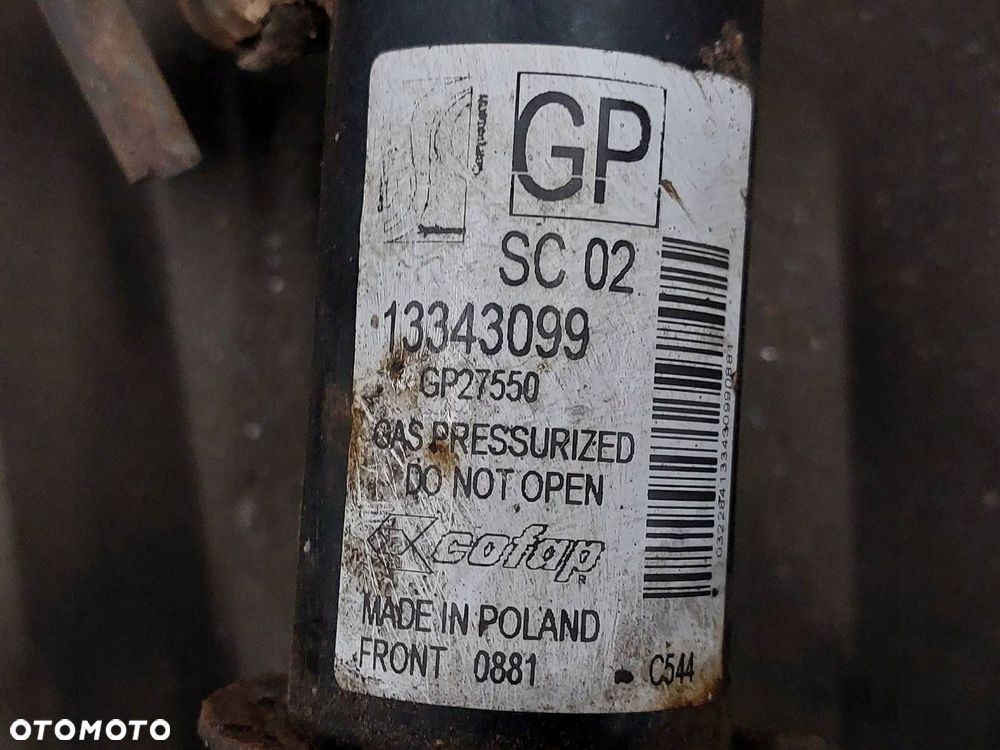 GP
SC 02
13343099
GP27550
GAS PRESSURIZED
DO NOT OPEN
cofap
R
MADE IN POLAND
FRONT 0881
C544
OTOMOTO